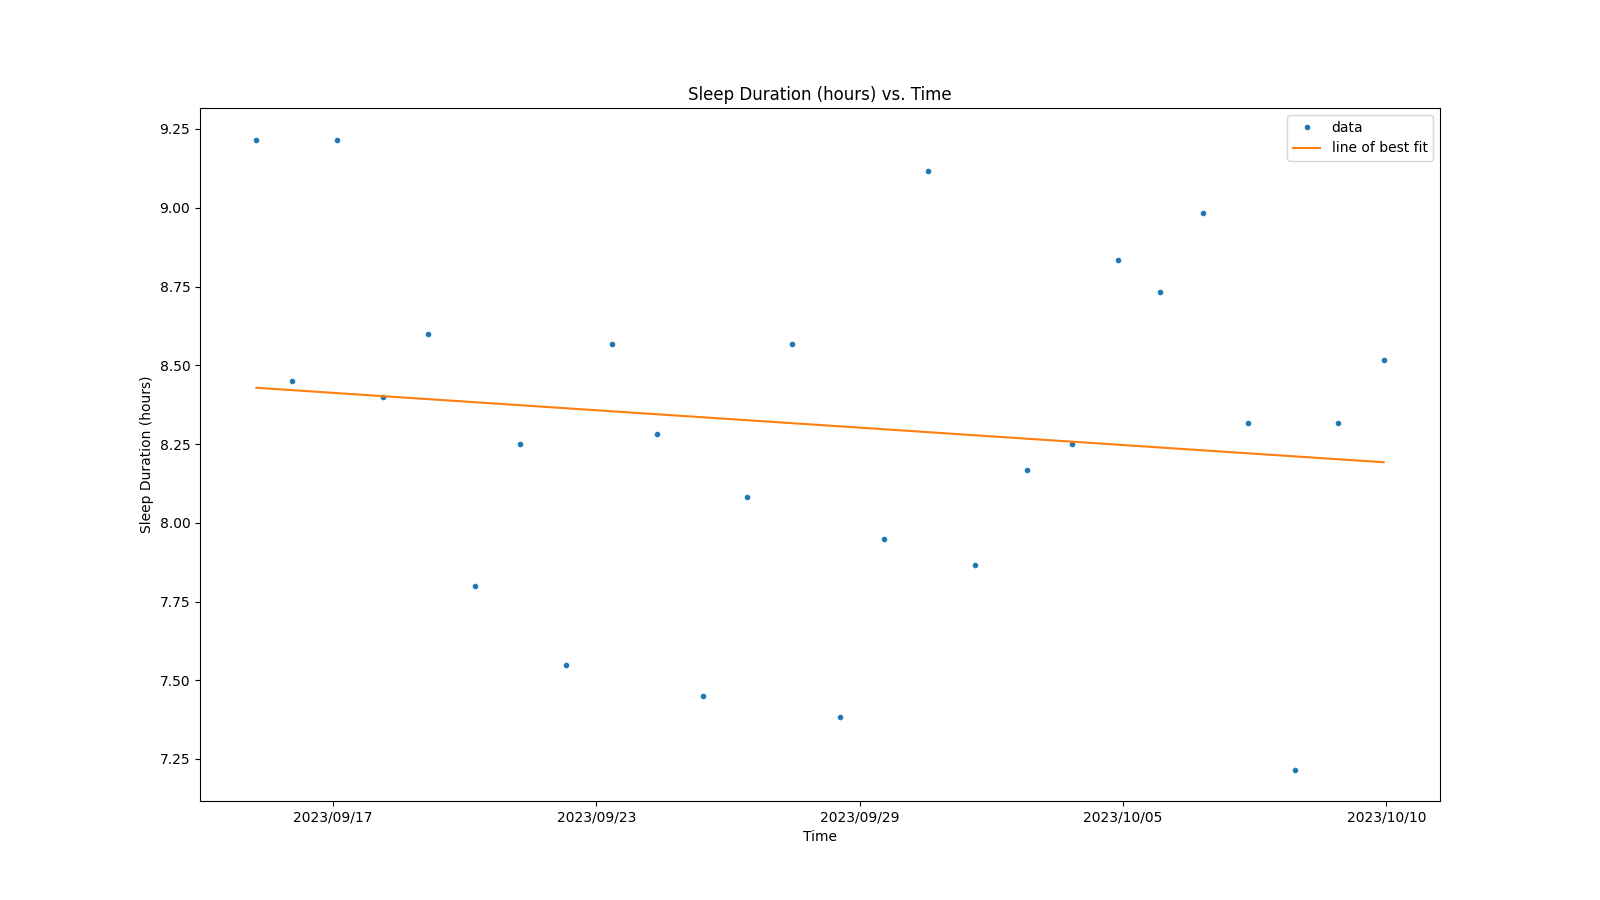 Sleep Duration (hours) vs. Time
data
line of best fit
9.25
9.00
8.75
8.50
8.25
8.00
7.75
7.50
7.25
Sleep Duration (hours)
2023/09/17
2023/09/23
2023/09/29
2023/10/05
2023/10/10
Time